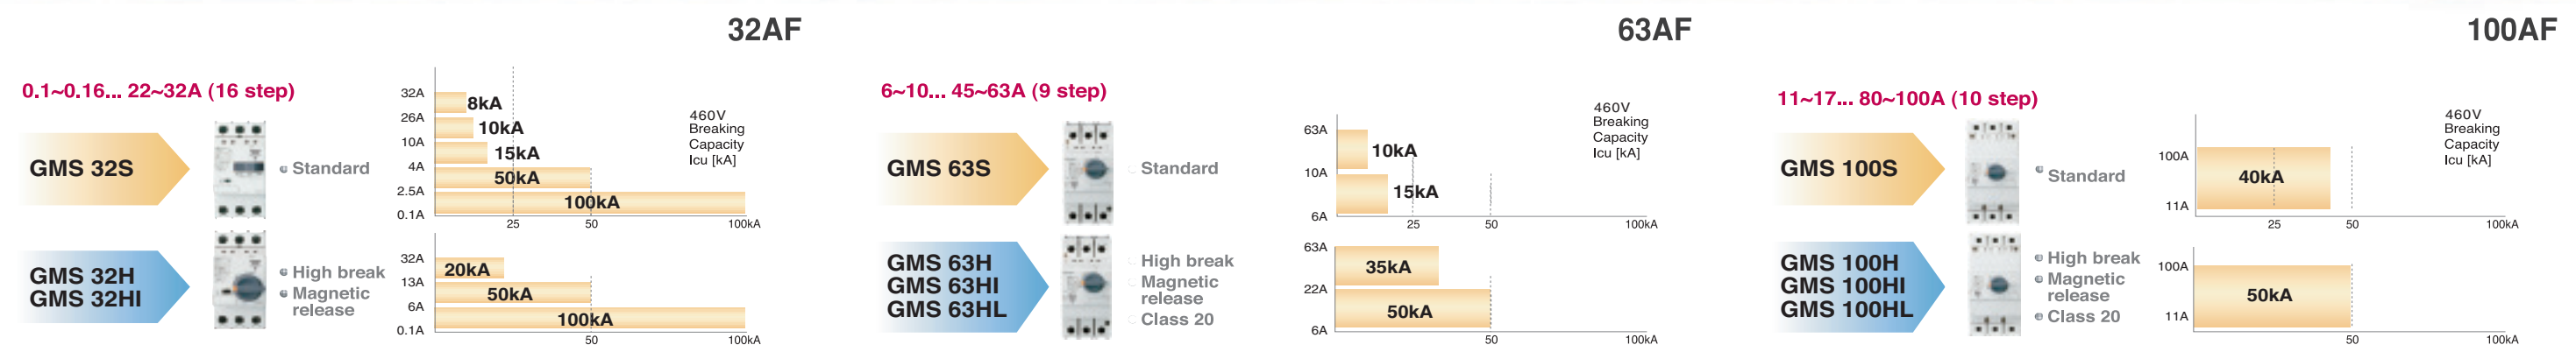 32AF
0.1~0.16... 22~32A (16 step)
GMS 32S
Standard
32A
26A
10A
4A
2.5A
0.1A
8kA
10kA
15kA
50kA
100kA
25
50
100kA
460V
Breaking
Capacity
Icu [kA]
GMS 32H
GMS 32HI
High break
Magnetic
release
32A
13A
6A
0.1A
20kA
50kA
100kA
50
100kA
63AF
6~10... 45~63A (9 step)
GMS 63S
Standard
63A
10A
6A
10kA
15kA
25
50
100kA
460V
Breaking
Capacity
Icu [kA]
GMS 63H
GMS 63HI
GMS 63HL
High break
Magnetic
release
Class 20
63A
22A
6A
35kA
50kA
50
100kA
100AF
11~17... 80~100A (10 step)
GMS 100S
Standard
100A
11A
40kA
25
50
100kA
460V
Breaking
Capacity
Icu [kA]
GMS 100H
GMS 100HI
GMS 100HL
High break
Magnetic
release
Class 20
100A
11A
50kA
50
100kA